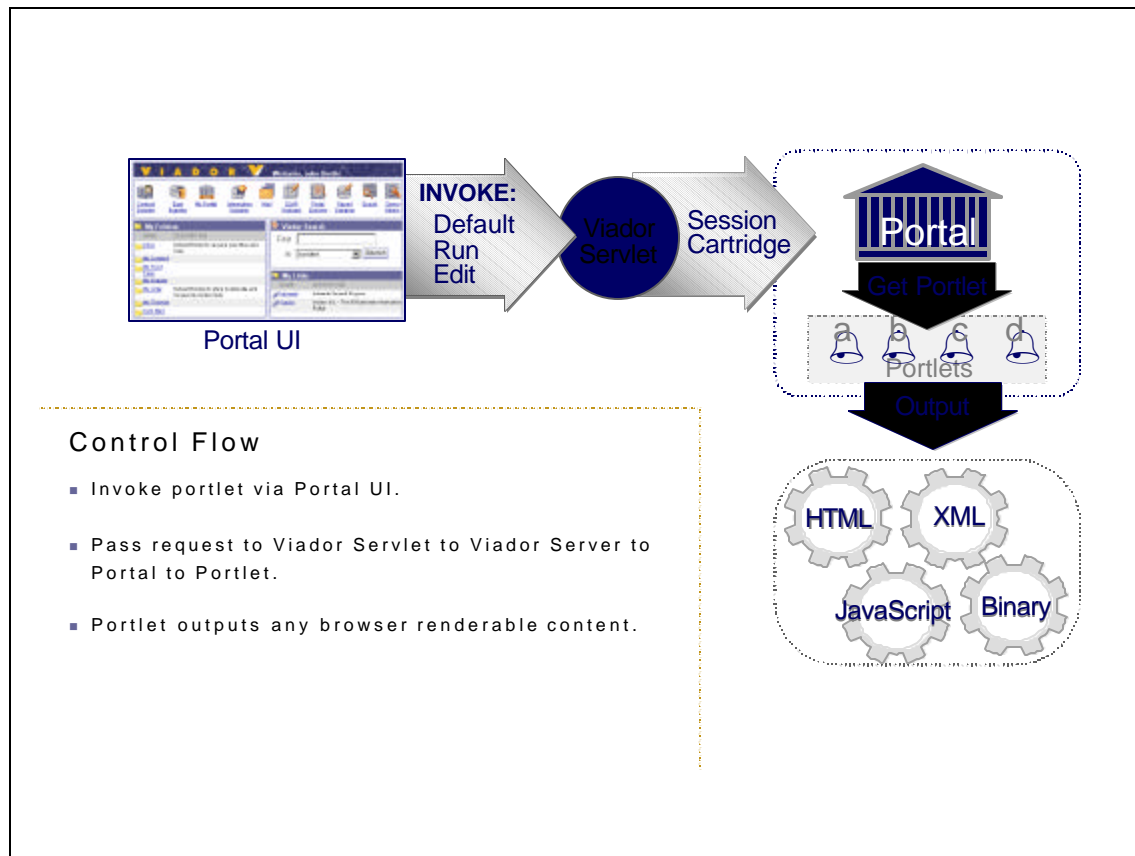 VIADOR
INVOKE:
Default
Run
Edit
Viador
Servlet
Session
Cartridge
Portal
Get Portlet
a b c d
Portlets
Output
Portal UI
HTML
XML
JavaScript
Binary
Control Flow
Invoke portlet via Portal UI.
Pass request to Viador Servlet to Viador Server to
Portal to Portlet.
Portlet outputs any browser renderable content.